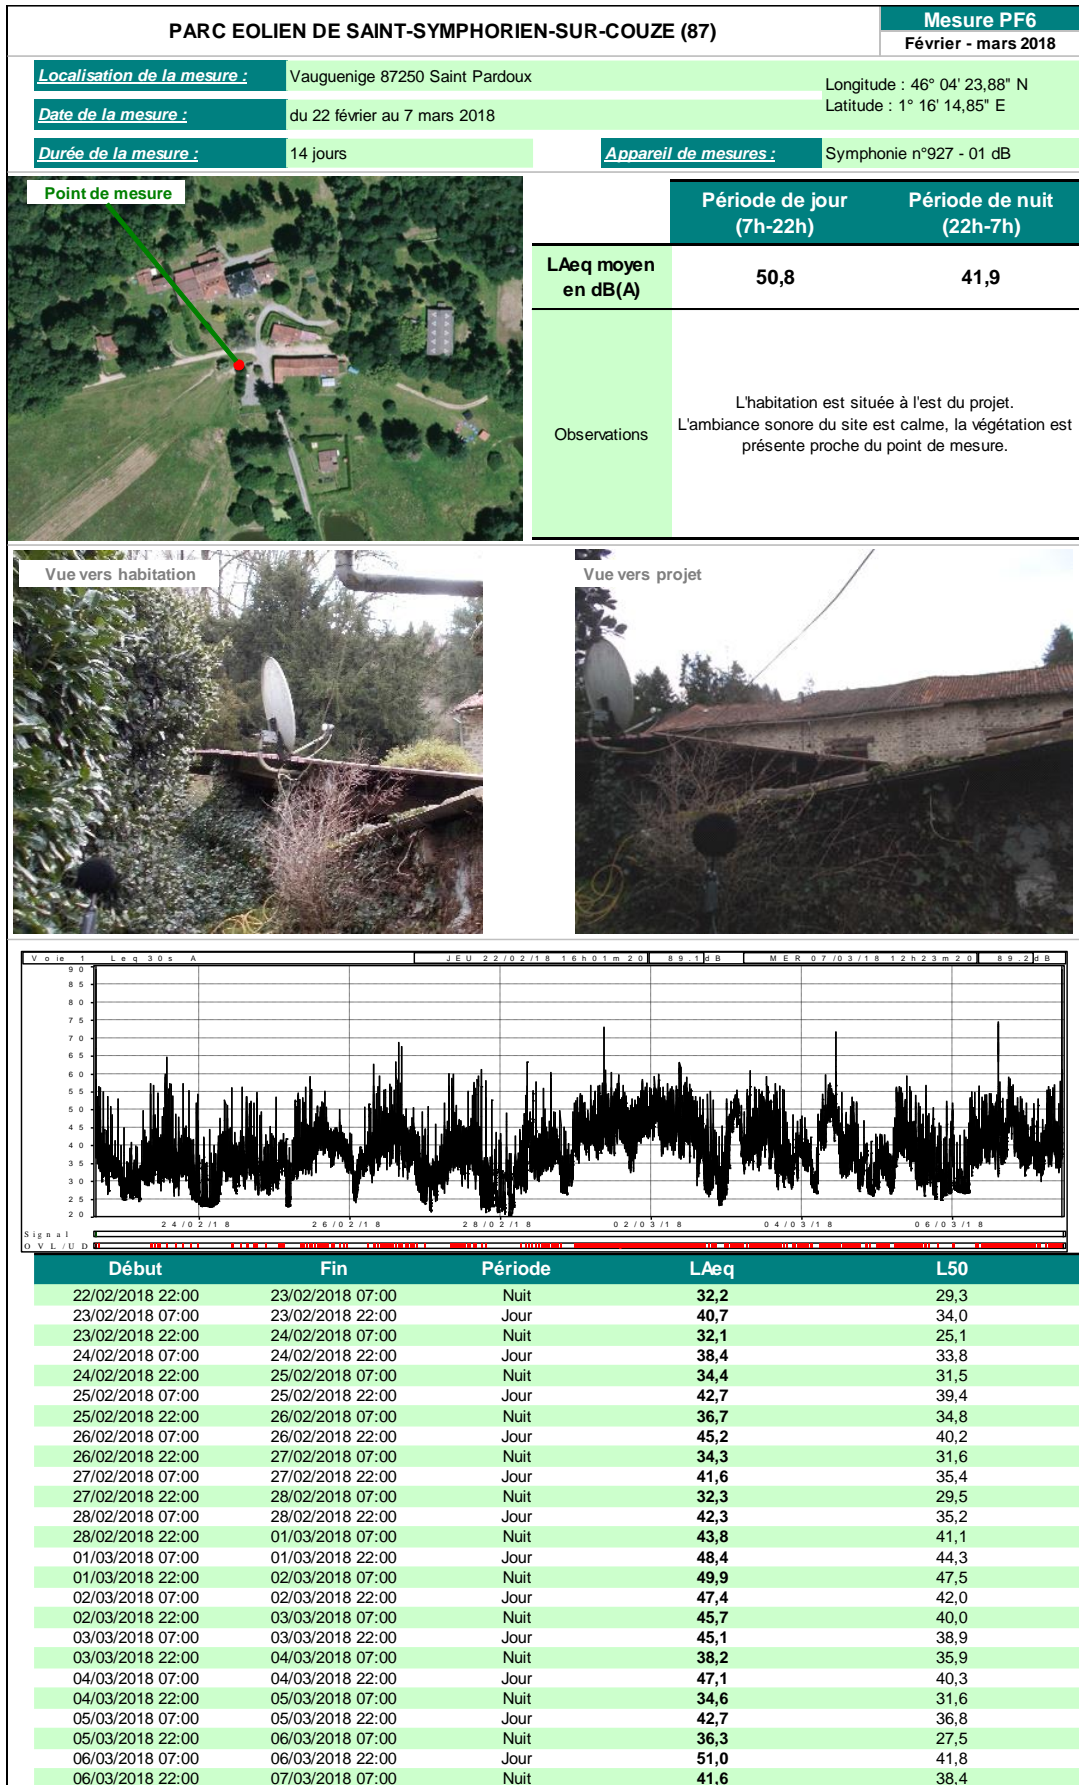 PARC EOLIEN DE SAINT-SYMPHORIEN-SUR-COUZE (87)
Mesure PF6
Février - mars 2018
Localisation de la mesure :
Vauguenige 87250 Saint Pardoux
Longitude : 46° 04' 23,88" N
Latitude : 1° 16' 14,85" E
Date de la mesure :
du 22 février au 7 mars 2018
Durée de la mesure :
14 jours
Appareil de mesures :
Symphonie n°927 - 01 dB
Point de mesure
Période de jour (7h-22h)
Période de nuit (22h-7h)
LAeq moyen en dB(A)
50,8
41,9
Observations
L'habitation est située à l'est du projet.
L'ambiance sonore du site est calme, la végétation est
présente proche du point de mesure.
Vue vers habitation
Vue vers projet
Voie 1 Leq 30s A JEU 22/02/18 16h01m20 89.1dB MER 07/03/18 12h23m20 89.2dB
90
85
80
75
70
65
60
55
50
45
40
35
30
25
20
24/02/18 26/02/18 28/02/18 02/03/18 04/03/18 06/03/18
Signal
OVL/UD
Début Fin Période LAeq L50
22/02/2018 22:00 23/02/2018 07:00 Nuit 32,2 29,3
23/02/2018 07:00 23/02/2018 22:00 Jour 40,7 34,0
23/02/2018 22:00 24/02/2018 07:00 Nuit 32,1 25,1
24/02/2018 07:00 24/02/2018 22:00 Jour 38,4 33,8
24/02/2018 22:00 25/02/2018 07:00 Nuit 34,4 31,5
25/02/2018 07:00 25/02/2018 22:00 Jour 42,7 39,4
25/02/2018 22:00 26/02/2018 07:00 Nuit 36,7 34,8
26/02/2018 07:00 26/02/2018 22:00 Jour 45,2 40,2
26/02/2018 22:00 27/02/2018 07:00 Nuit 34,3 31,6
27/02/2018 07:00 27/02/2018 22:00 Jour 41,6 35,4
27/02/2018 22:00 28/02/2018 07:00 Nuit 32,3 29,5
28/02/2018 07:00 28/02/2018 22:00 Jour 42,3 35,2
28/02/2018 22:00 01/03/2018 07:00 Nuit 43,8 41,1
01/03/2018 07:00 01/03/2018 22:00 Jour 48,4 44,3
01/03/2018 22:00 02/03/2018 07:00 Nuit 49,9 47,5
02/03/2018 07:00 02/03/2018 22:00 Jour 47,4 42,0
02/03/2018 22:00 03/03/2018 07:00 Nuit 45,7 40,0
03/03/2018 07:00 03/03/2018 22:00 Jour 45,1 38,9
03/03/2018 22:00 04/03/2018 07:00 Nuit 38,2 35,9
04/03/2018 07:00 04/03/2018 22:00 Jour 47,1 40,3
04/03/2018 22:00 05/03/2018 07:00 Nuit 34,6 31,6
05/03/2018 07:00 05/03/2018 22:00 Jour 42,7 36,8
05/03/2018 22:00 06/03/2018 07:00 Nuit 36,3 27,5
06/03/2018 07:00 06/03/2018 22:00 Jour 51,0 41,8
06/03/2018 22:00 07/03/2018 07:00 Nuit 41,6 38,4